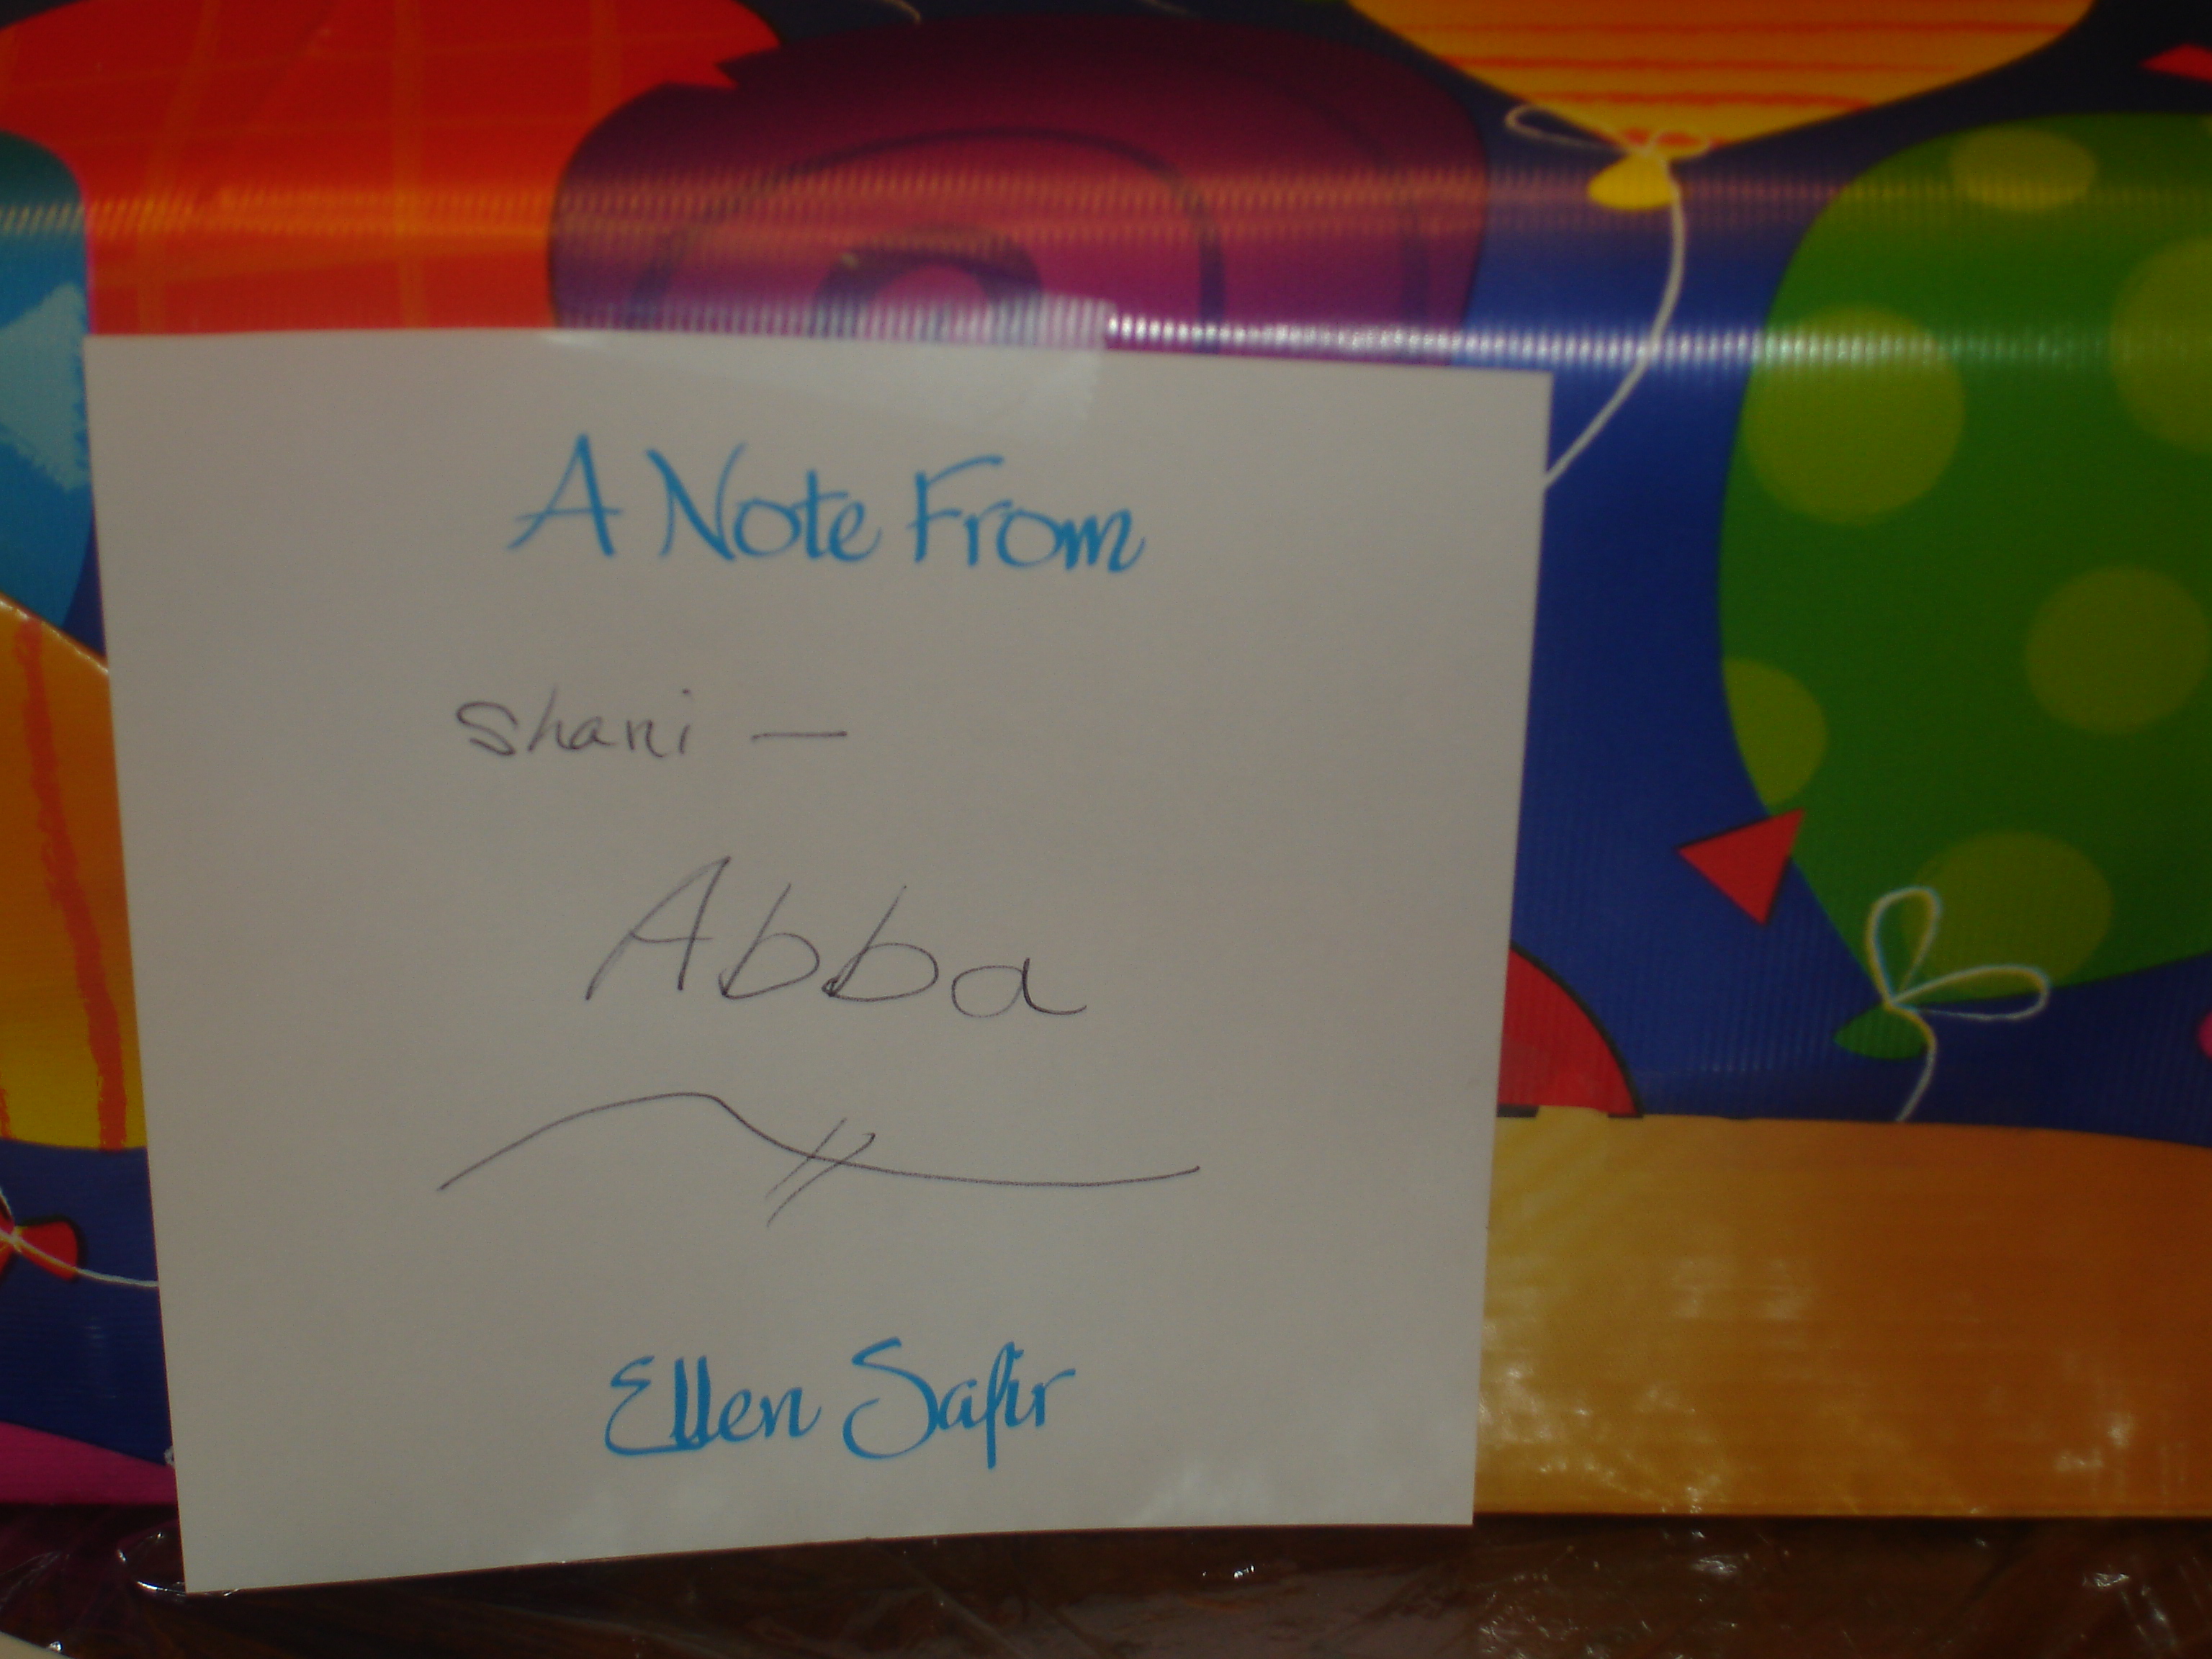 A Note From
Shani —
Abba
Ellen Safir